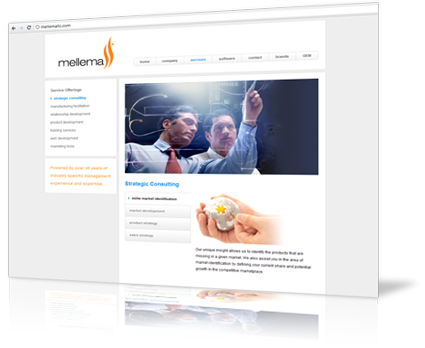 mellemallc.com
mellema
home company services software contact brands
Service Offerings
strategic consulting
manufacturing facilitation
relationship development
product development
training services
web development
marketing tools
Powered by over 40 years of
industry specific management
experience and expertise.
Strategic Consulting
niche market identification
market development
product strategy
sales strategy
Our unique insight allows us to identify the products that are
missing in a given market. We also assist you in the area of
market identification by defining your current share and potential
growth in the competitive marketplace.